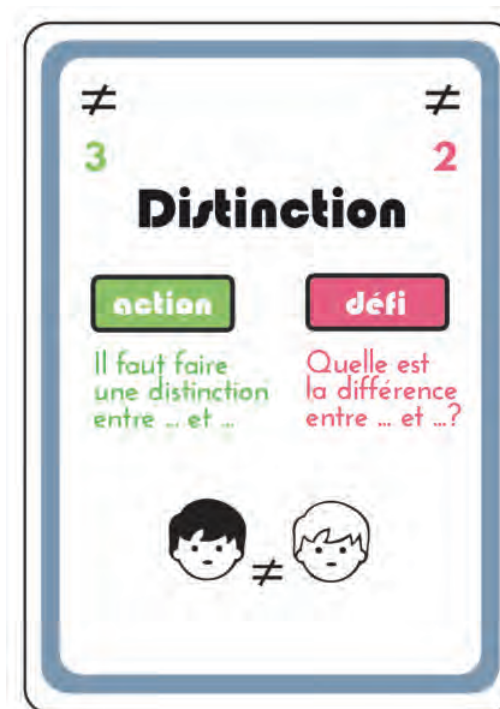 ≠ ≠
3 2
Distinction
action défi
Il faut faire
une distinction
entre ... et ...
Quelle est
la différence
entre ... et ...?
≠